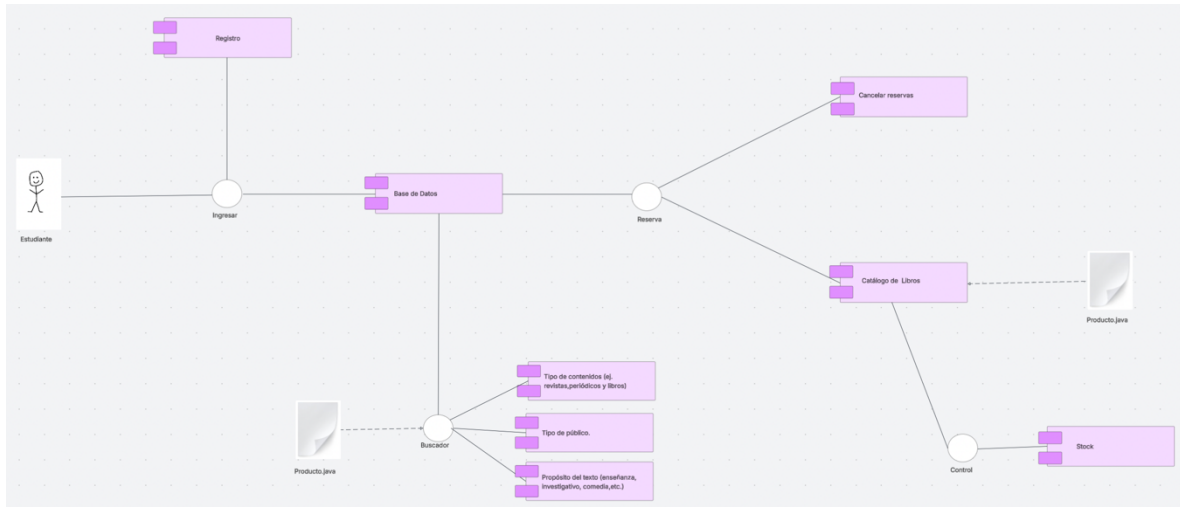 Registro
Cancelar reservas
Base de Datos
Ingresar
Reserva
Estudiante
Catálogo de Libros
Producto.java
Tipo de contenidos (ej.
revistas,periódicos y libros)
Tipo de público.
Buscador
Stock
Control
Producto.java
Propósito del texto (enseñanza,
investigativo, comedia,etc.)